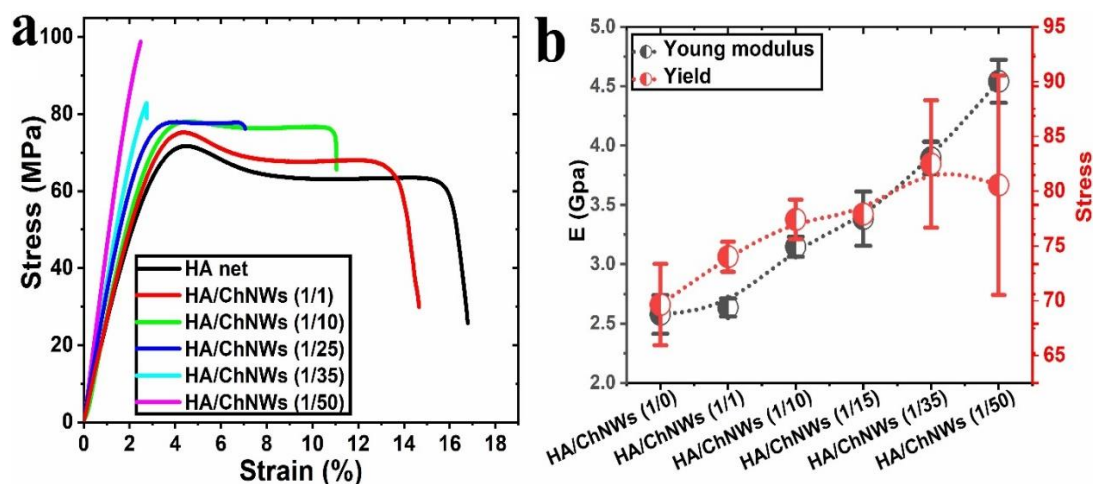 a
Stress (MPa)
100
80
60
40
20
0
HA net
HA/ChNWs (1/1)
HA/ChNWs (1/10)
HA/ChNWs (1/25)
HA/ChNWs (1/35)
HA/ChNWs (1/50)
0 2 4 6 8 10 12 14 16 18
Strain (%)
b
E (Gpa)
5.0
4.5
4.0
3.5
3.0
2.5
2.0
Young modulus
Yield
95
90
85
80
75
70
65
Stress
HA/ChNWs (1/0)
HA/ChNWs (1/1)
HA/ChNWs (1/10)
HA/ChNWs (1/15)
HA/ChNWs (1/35)
HA/ChNWs (1/50)